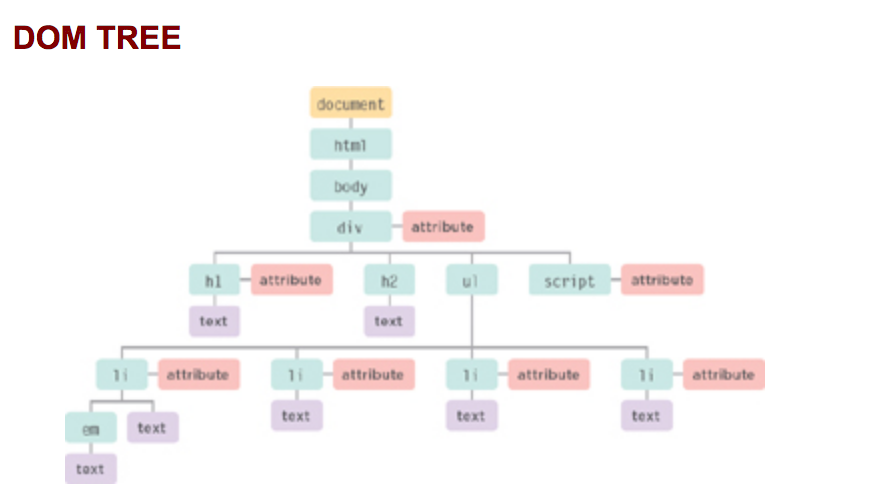 DOM TREE
document
html
body
div attribute
h1 attribute h2 ul script attribute
text text
li attribute li attribute li attribute li attribute
text text text
em text
text